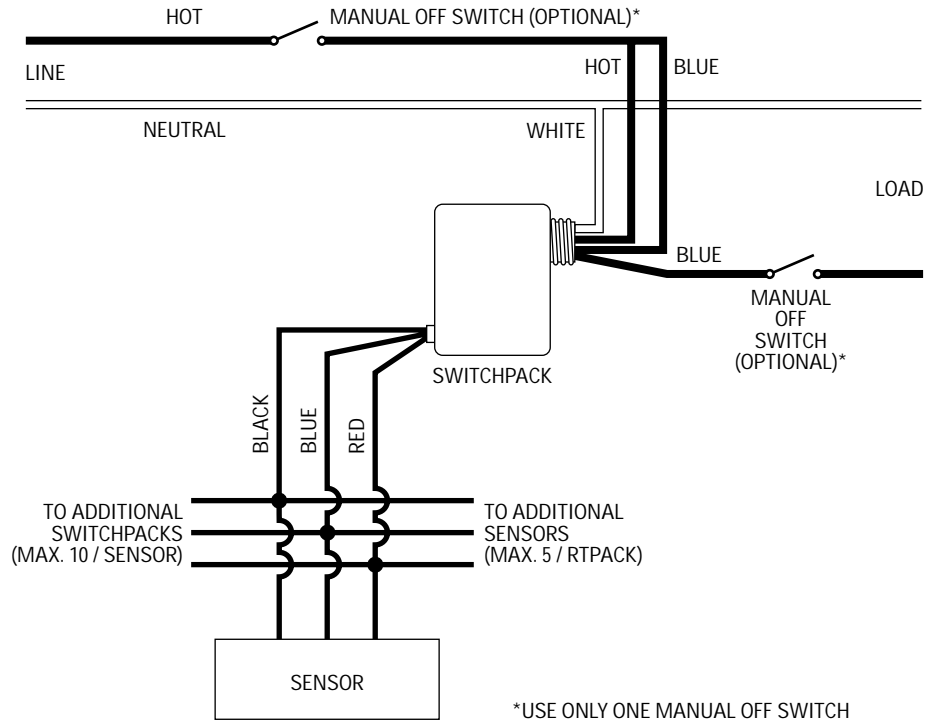 HOT
MANUAL OFF SWITCH (OPTIONAL)*
LINE
HOT
BLUE
NEUTRAL
WHITE
LOAD
BLUE
MANUAL
OFF
SWITCH
(OPTIONAL)*
SWITCHPACK
BLACK
BLUE
RED
TO ADDITIONAL
SWITCHPACKS
(MAX. 10 / SENSOR)
TO ADDITIONAL
SENSORS
(MAX. 5 / RTPACK)
SENSOR
*USE ONLY ONE MANUAL OFF SWITCH